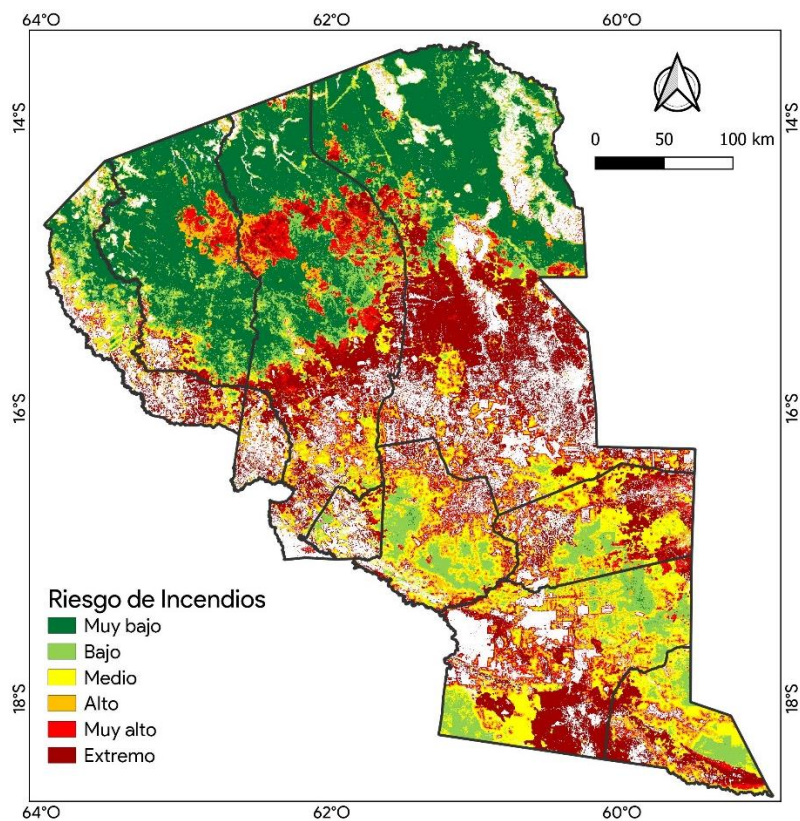 64°O 62°O 60°O
14°S 14°S
0 50 100 km
16°S 16°S
Riesgo de Incendios
Muy bajo
Bajo
Medio
Alto
Muy alto
Extremo
18°S 18°S
64°O 62°O 60°O